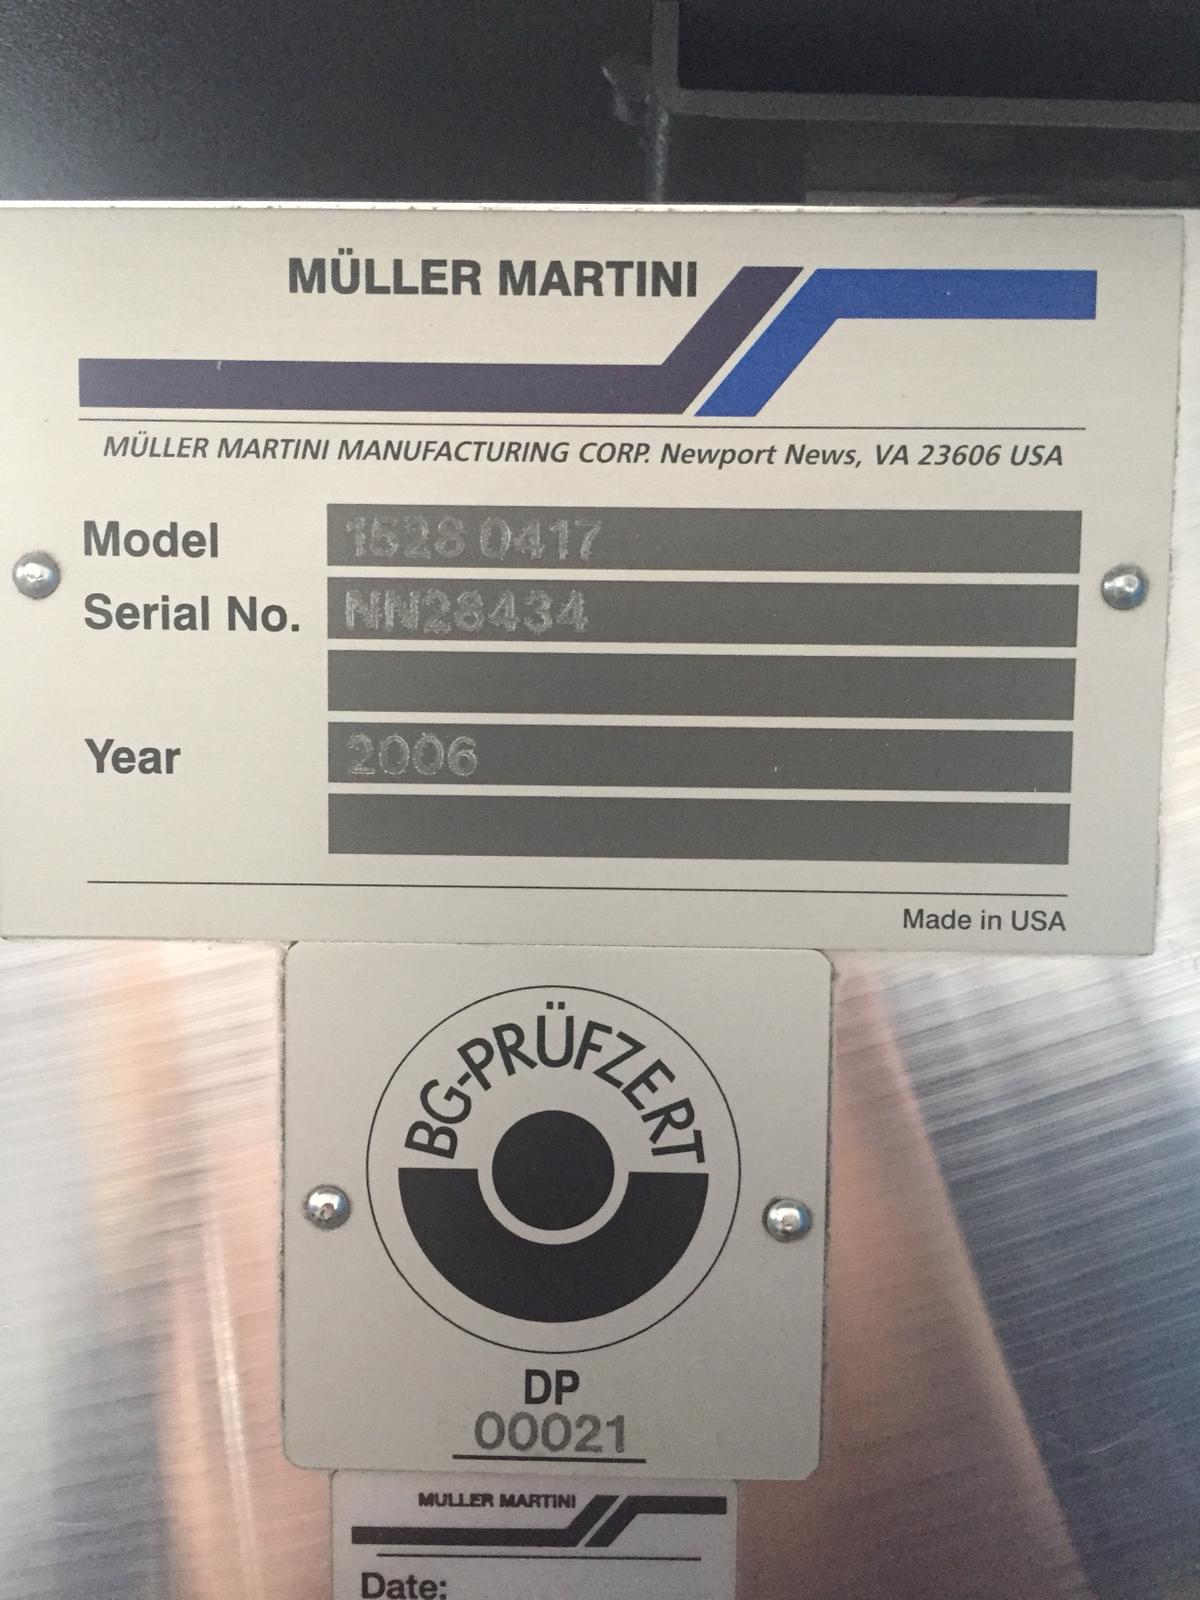 MÜLLER MARTINI
MÜLLER MARTINI MANUFACTURING CORP. Newport News, VA 23606 USA
Model 1528 0417
Serial No. NN28434
Year 2006
Made in USA
BG-PRÜFZERT
DP
00021
MULLER MARTINI
Date: